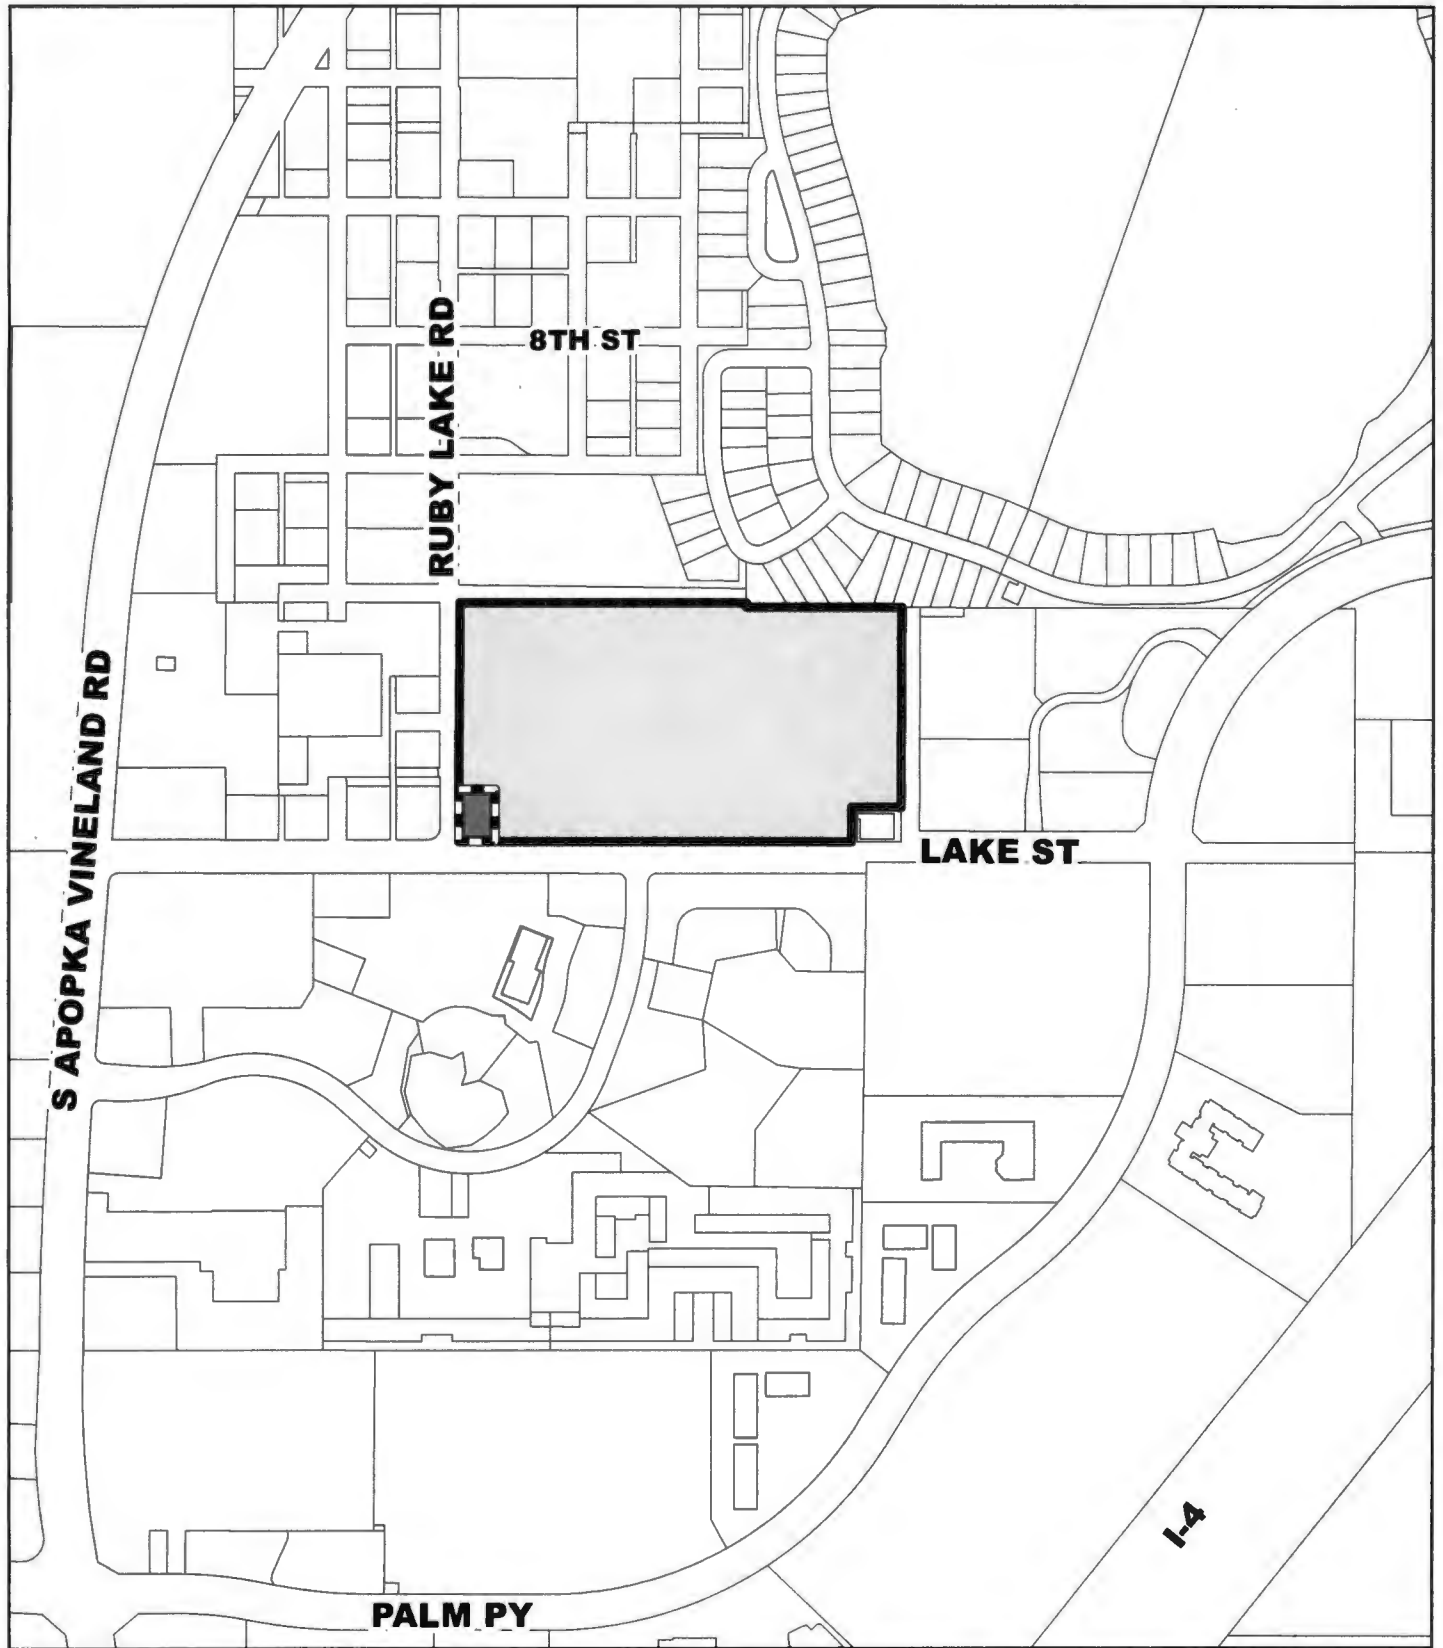 8TH ST
RUBY LAKE RD
S APOPKA VINELAND RD
LAKE ST
I-4
PALM PY